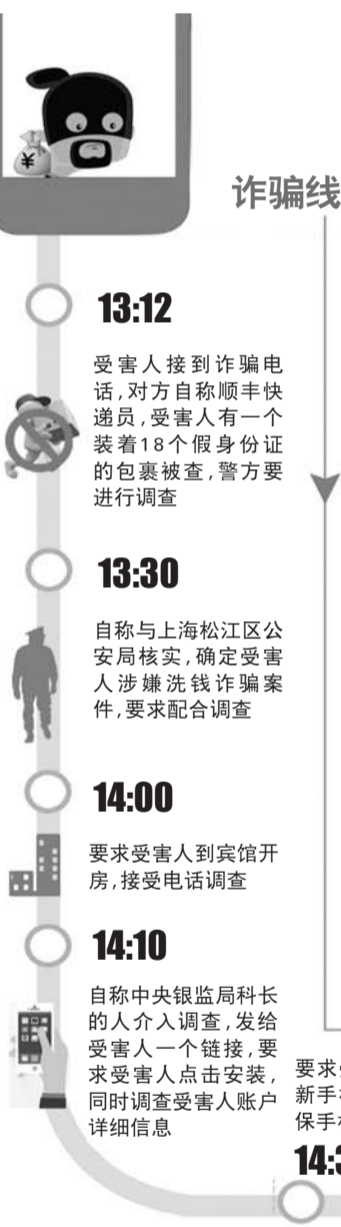 ¥
诈骗线
13:12
受害人接到诈骗电
话,对方自称顺丰快
递员,受害人有一个
装着18个假身份证
的包裹被查,警方要
进行调查
13:30
自称与上海松江区公
安局核实,确定受害
人涉嫌洗钱诈骗案
件,要求配合调查
14:00
要求受害人到宾馆开
房,接受电话调查
14:10
自称中央银监局科长
的人介入调查,发给
受害人一个链接,要
求受害人点击安装,
同时调查受害人账户
详细信息
要求
新手
保手
14:3